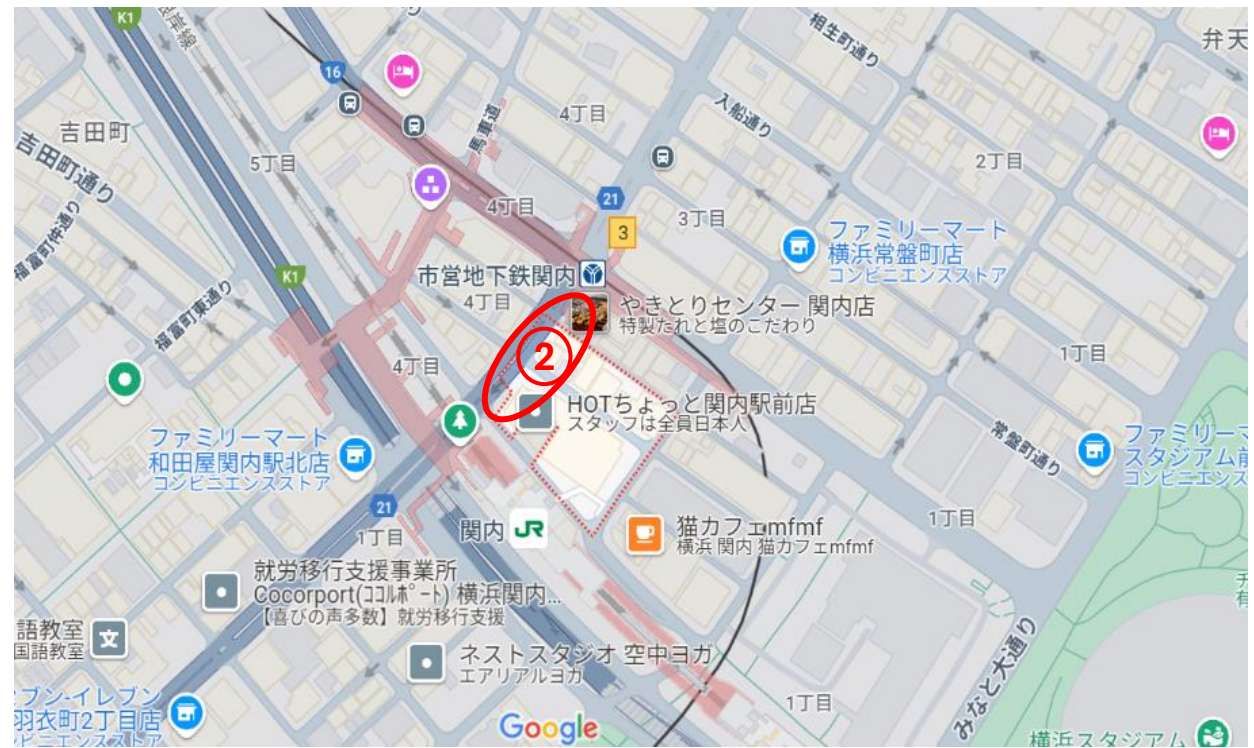 K1
根岸線
16
相生町通り
弁天
入船通り
吉田町
吉田町通り
5丁目
馬車道
4丁目
2丁目
福富町仲通り
4丁目
21
3
3丁目
ファミリーマート
横浜常盤町店
コンビニエンスストア
K1
市営地下鉄関内
4丁目
やきとりセンター 関内店
特製だれと塩のこだわり
福富町東通り
②
4丁目
1丁目
HOTちょっと関内駅前店
スタッフは全員日本人
常盤町通り
ファミリーマート
和田屋関内駅北店
コンビニエンスストア
ファミリーマ
スタジアム前
コンビニエンス
21
1丁目
関内
JR
猫カフェmfmf
横浜 関内 猫カフェmfmf
1丁目
就労移行支援事業所
Cocorport(ココルポート) 横浜関内...
【喜びの声多数】就労移行支援
語教室
国語教室
文
ネストスタジオ 空中ヨガ
エアリアルヨガ
みなと大通り
1丁目
ブン-イレブン
羽衣町2丁目店
ビニエンススト
Google
横浜スタジアム